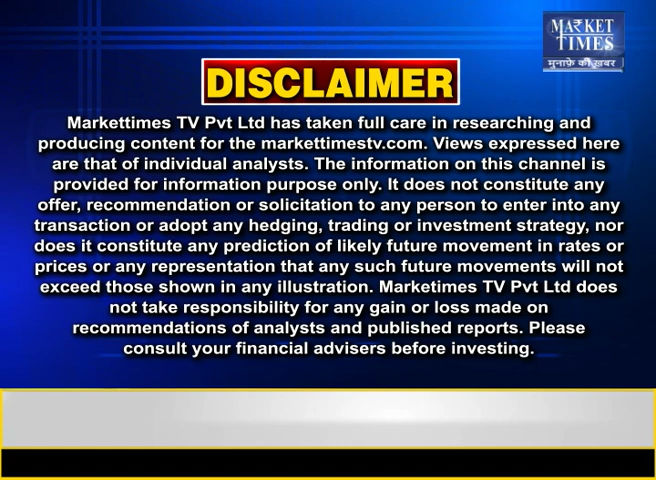 MA₹KET
TIMES
मुनाफ़े की ख़बर
DISCLAIMER
Markettimes TV Pvt Ltd has taken full care in researching and
producing content for the markettimestv.com. Views expressed here
are that of individual analysts. The information on this channel is
provided for information purpose only. It does not constitute any
offer, recommendation or solicitation to any person to enter into any
transaction or adopt any hedging, trading or investment strategy, nor
does it constitute any prediction of likely future movement in rates or
prices or any representation that any such future movements will not
exceed those shown in any illustration. Marketimes TV Pvt Ltd does
not take responsibility for any gain or loss made on
recommendations of analysts and published reports. Please
consult your financial advisers before investing.